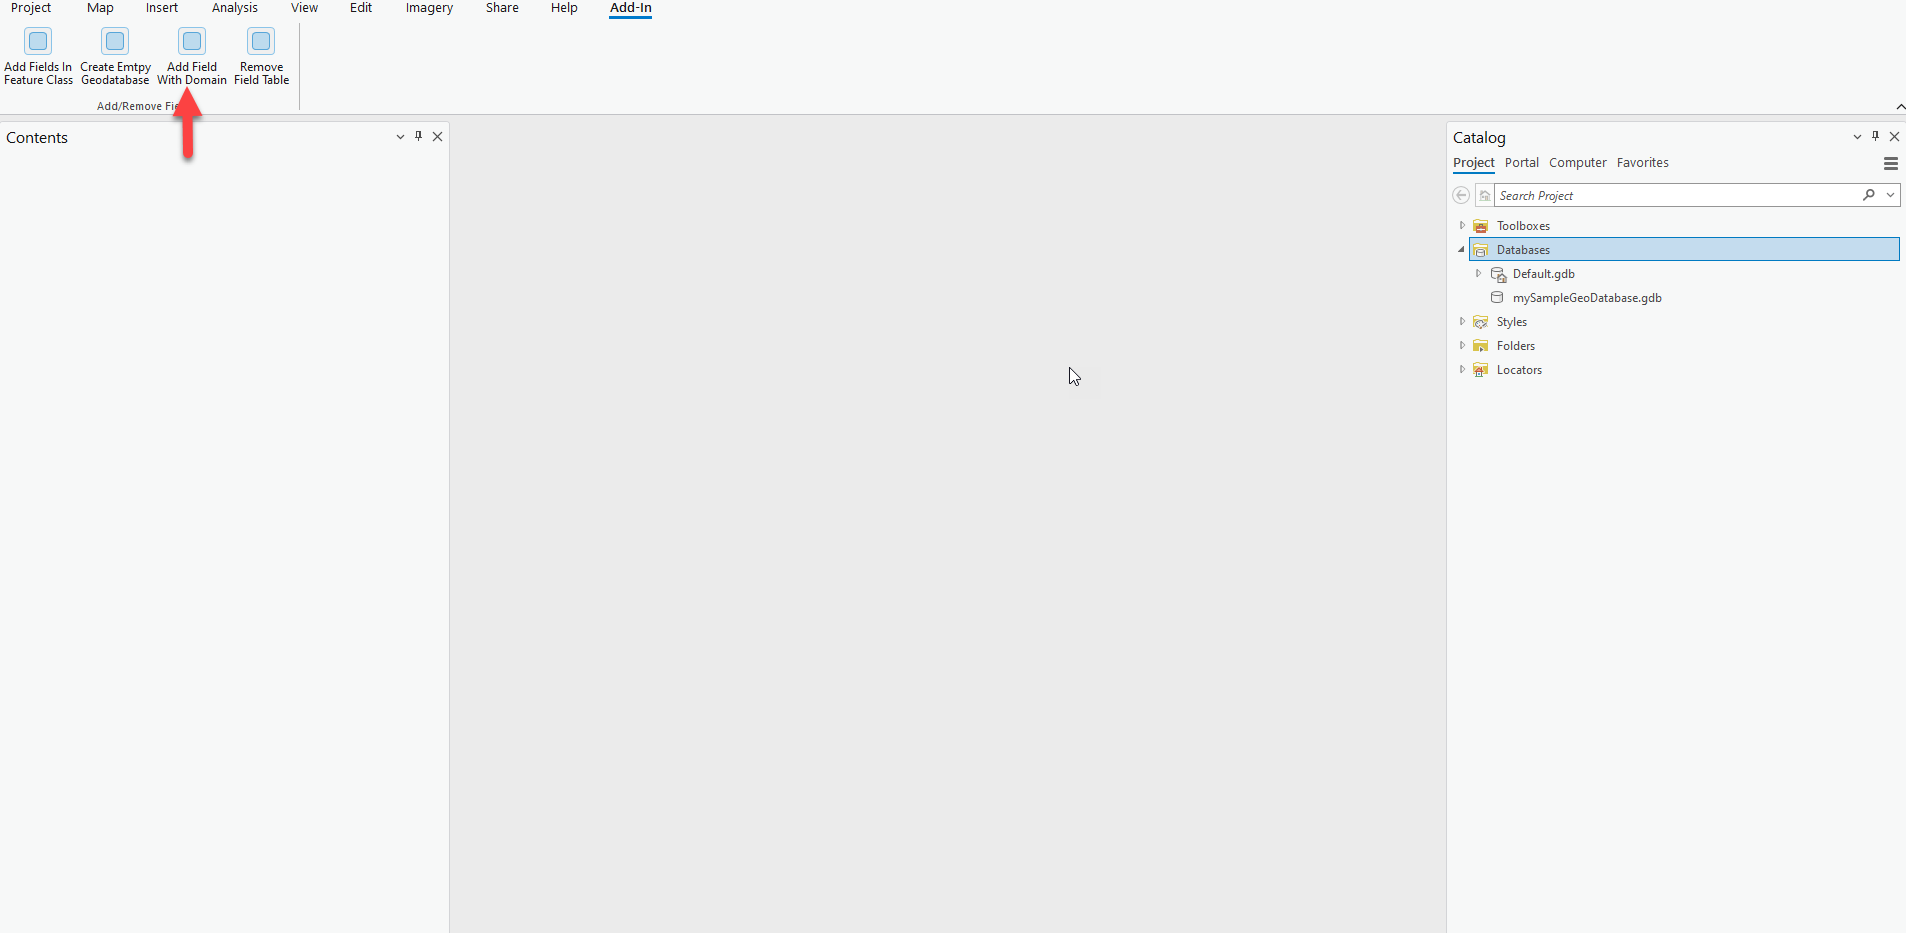 Project Map Insert Analysis View Edit Imagery Share Help Add-In
Add Fields In Feature Class
Create Emtpy Geodatabase
Add Field With Domain
Remove Field Table
Add/Remove Fie
Contents
Catalog
Project Portal Computer Favorites
Search Project
Toolboxes
Databases
Default.gdb
mySampleGeoDatabase.gdb
Styles
Folders
Locators